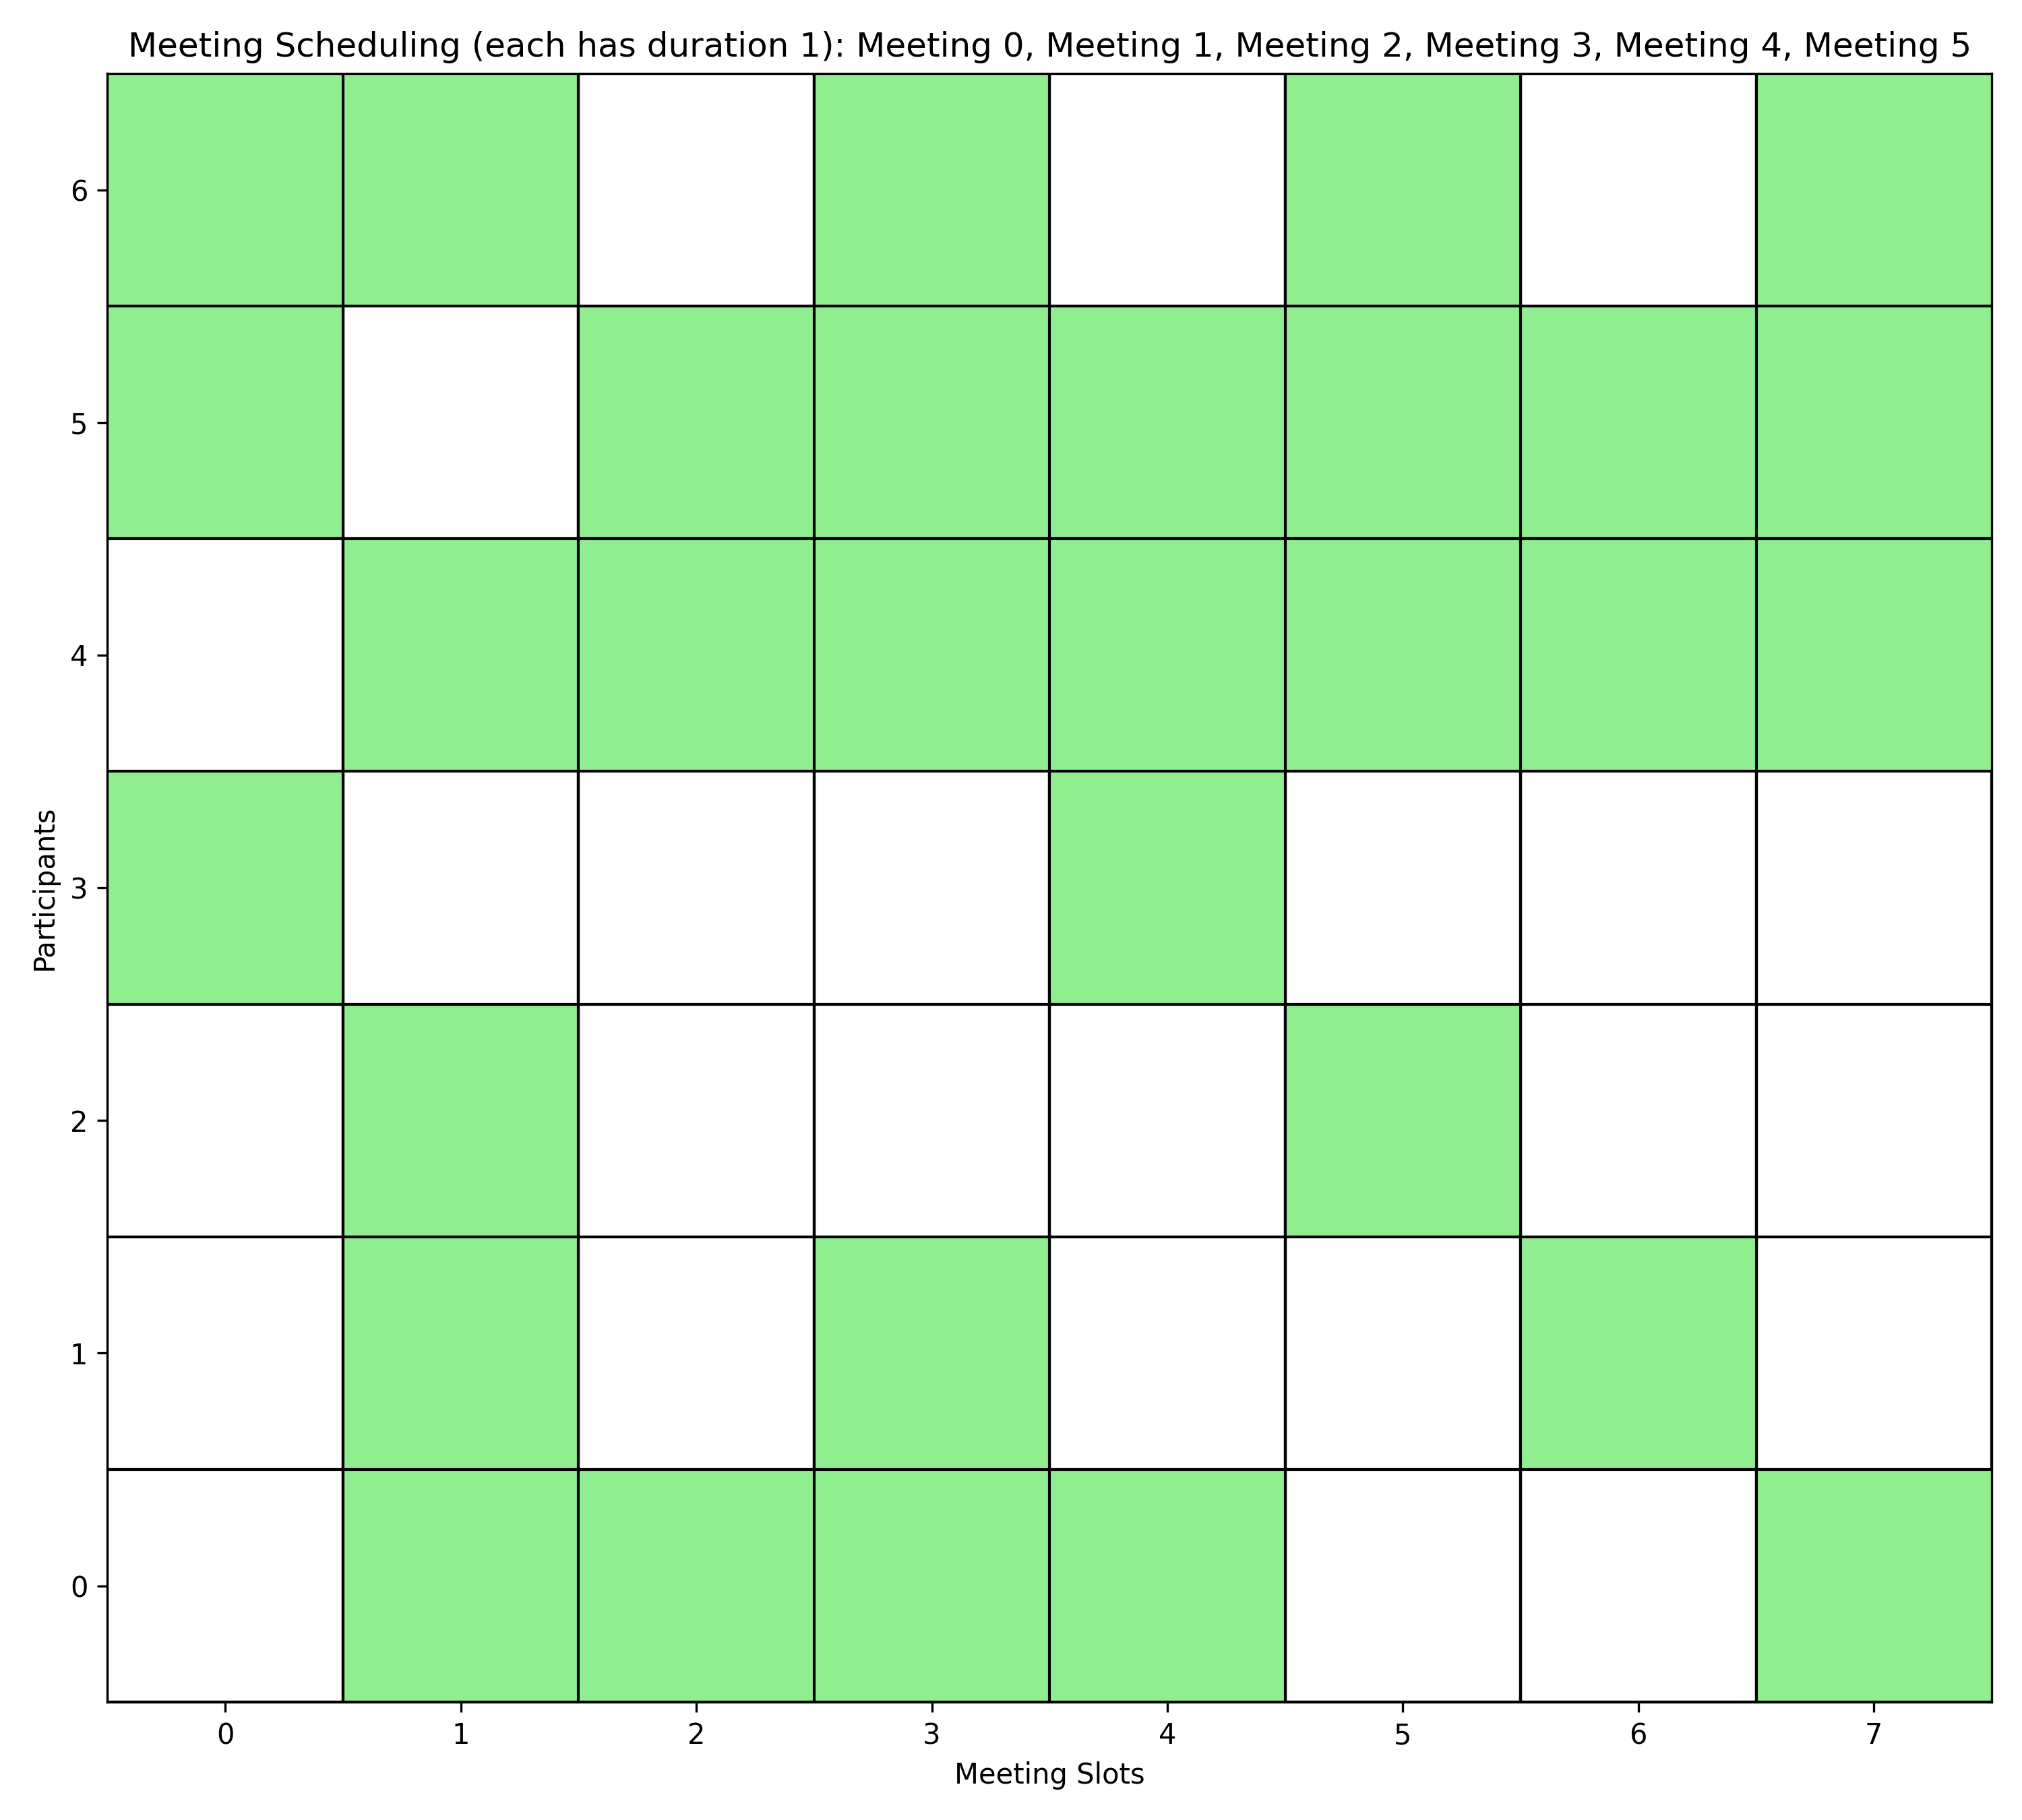 Meeting Scheduling (each has duration 1): Meeting 0, Meeting 1, Meeting 2, Meeting 3, Meeting 4, Meeting 5
Participants
6
5
4
3
2
1
0
0 1 2 3 4 5 6 7
Meeting Slots